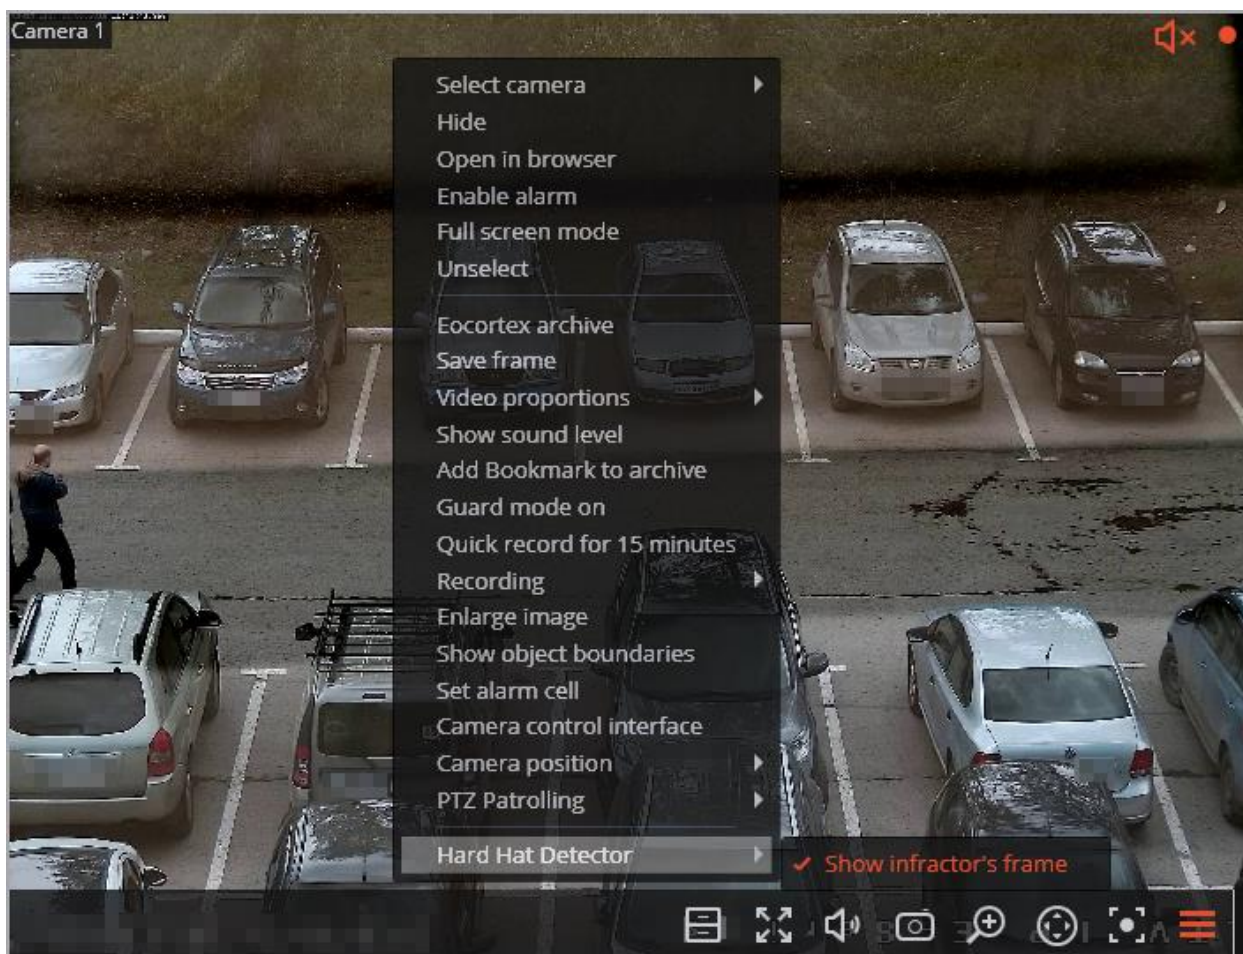 Camera 1
Select camera
Hide
Open in browser
Enable alarm
Full screen mode
Unselect
Eocortex archive
Save frame
Video proportions
Show sound level
Add Bookmark to archive
Guard mode on
Quick record for 15 minutes
Recording
Enlarge image
Show object boundaries
Set alarm cell
Camera control interface
Camera position
PTZ Patrolling
Hard Hat Detector
Show infractor's frame